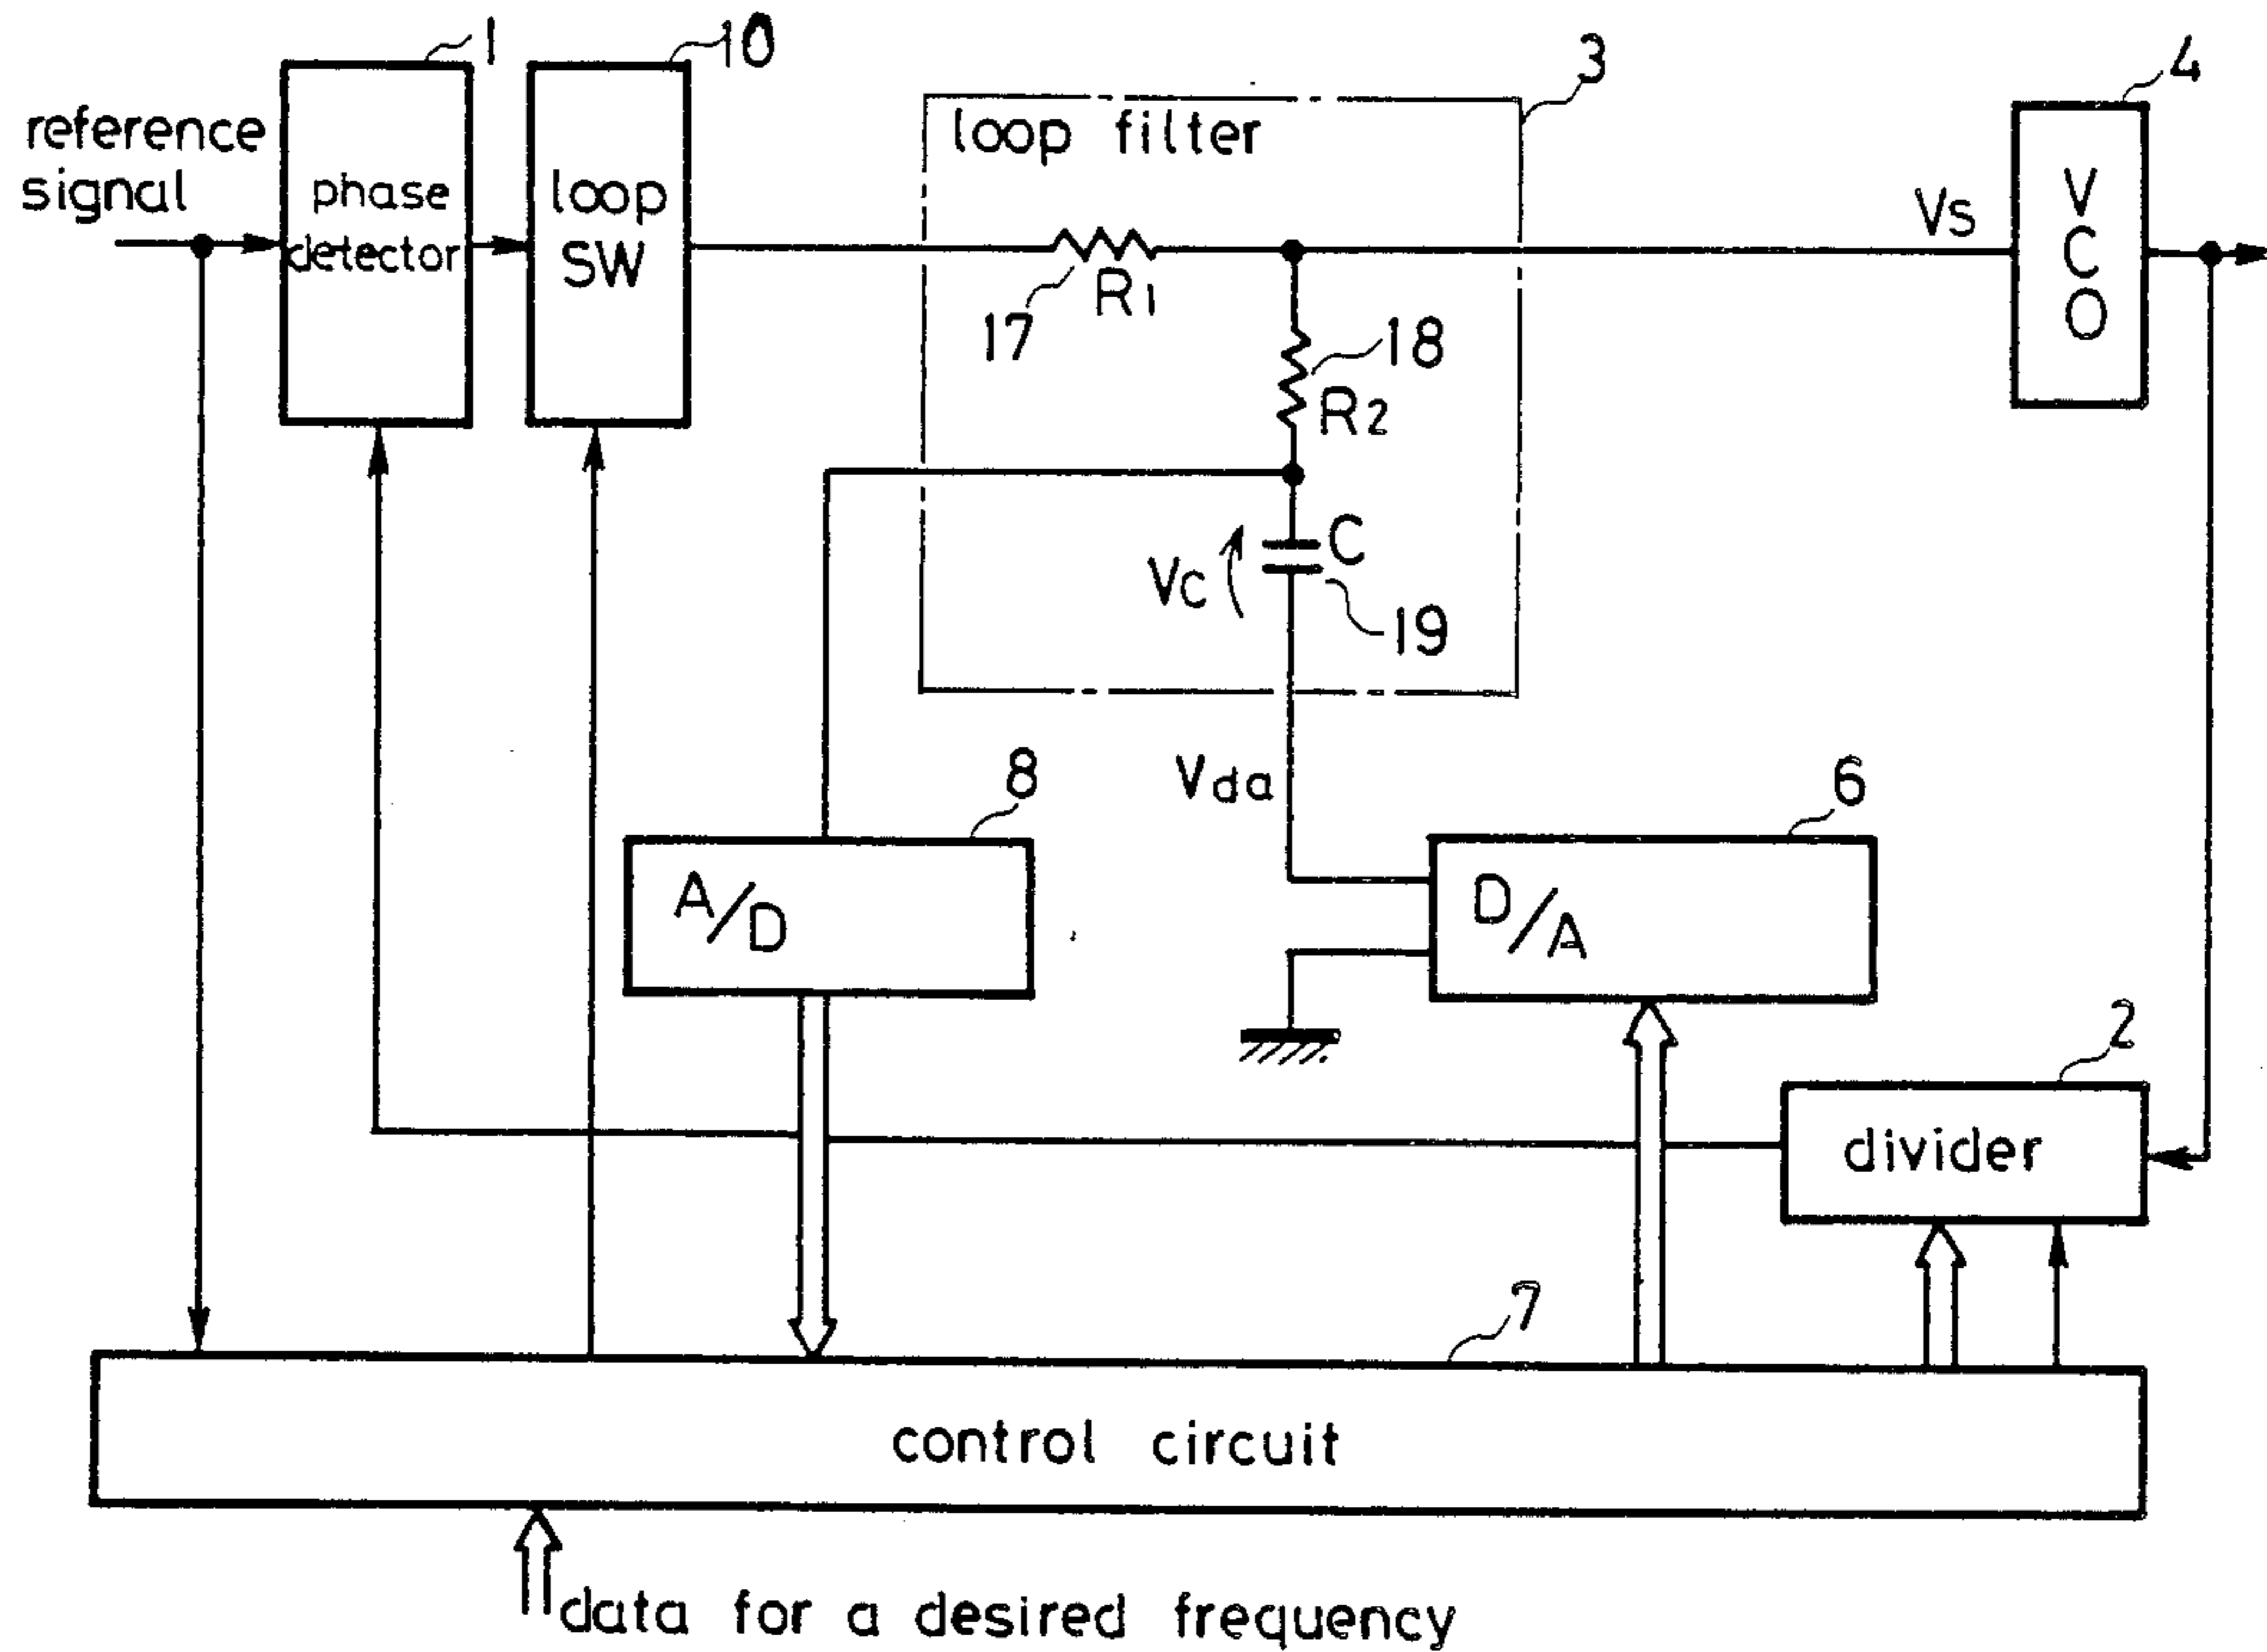 1
10
3
4
reference
signal
phase
detector
loop
SW
loop filter
Vs
V
C
O
17
R1
18
R2
C
Vc
19
Vda
8
6
A/D
D/A
2
divider
7
control circuit
data for a desired frequency